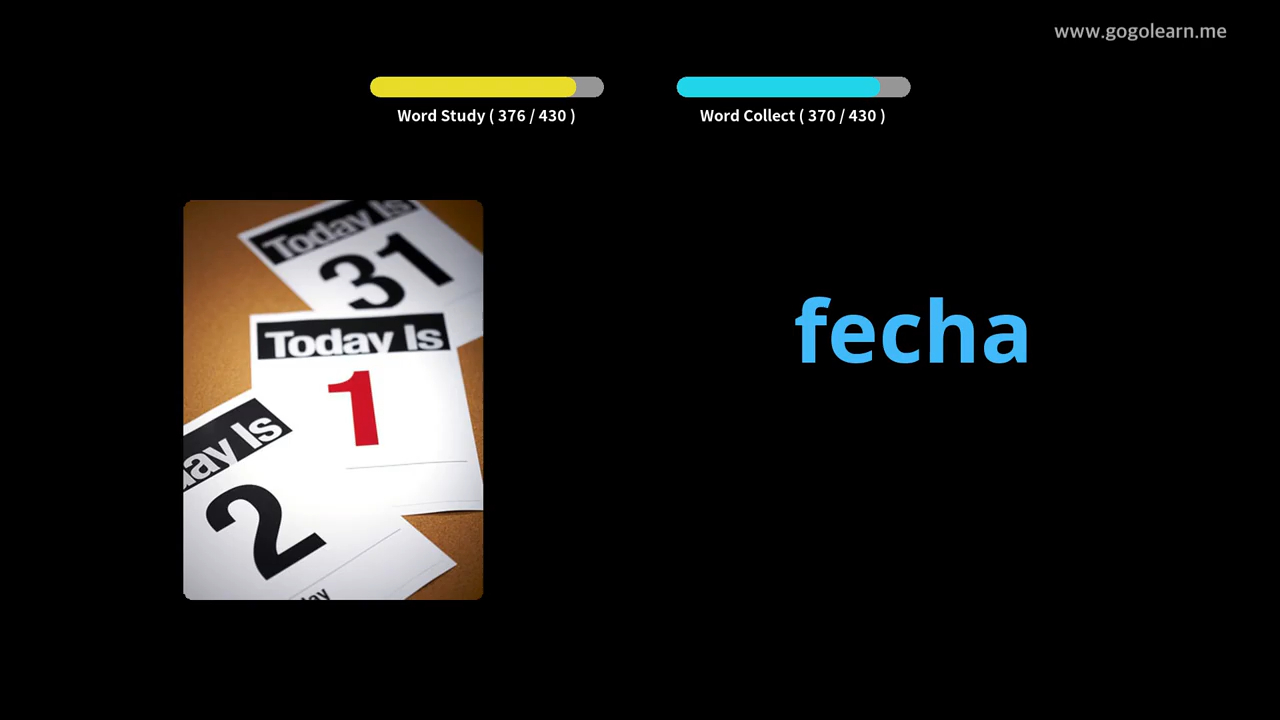 www.gogolearn.me
Word Study ( 376 / 430 )
Word Collect ( 370 / 430 )
Today Is
31
Today Is
1
ay Is
2
fecha